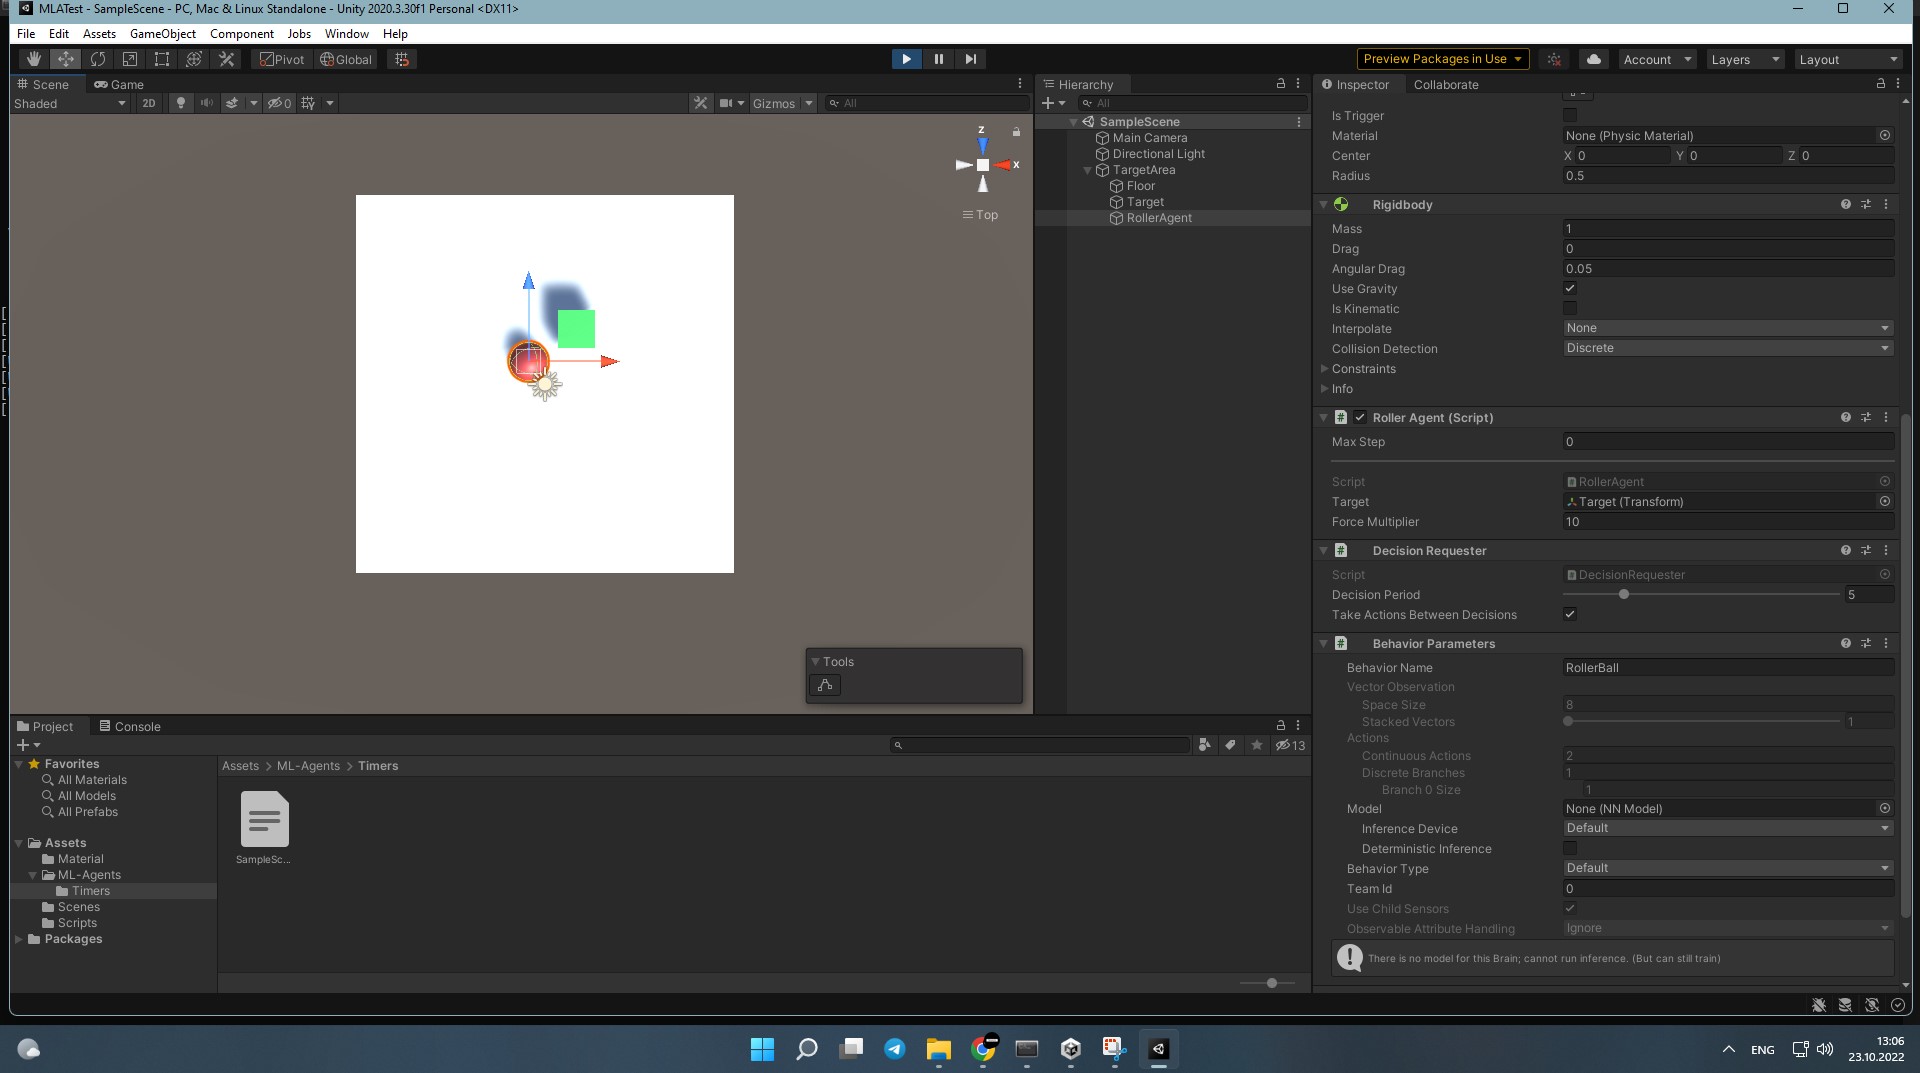 MLATest - SampleScene - PC, Mac & Linux Standalone - Unity 2020.3.30f1 Personal <DX11>
File Edit Assets GameObject Component Jobs Window Help
Pivot Global Preview Packages in Use Account Layers Layout
Scene Game
Shaded 2D 0 Gizmos All
z
x
Top
Tools
Hierarchy
All
SampleScene
Main Camera
Directional Light
TargetArea
Floor
Target
RollerAgent
Inspector Collaborate
Is Trigger
Material None (Physic Material)
Center X 0 Y 0 Z 0
Radius 0.5
Rigidbody
Mass 1
Drag 0
Angular Drag 0.05
Use Gravity
Is Kinematic
Interpolate None
Collision Detection Discrete
Constraints
Info
Roller Agent (Script)
Max Step 0
Script RollerAgent
Target Target (Transform)
Force Multiplier 10
Decision Requester
Script DecisionRequester
Decision Period 5
Take Actions Between Decisions
Behavior Parameters
Behavior Name RollerBall
Vector Observation
Space Size 8
Stacked Vectors 1
Actions
Continuous Actions 2
Discrete Branches 1
Branch 0 Size 1
Model None (NN Model)
Inference Device Default
Deterministic Inference
Behavior Type Default
Team Id 0
Use Child Sensors
Observable Attribute Handling Ignore
There is no model for this Brain; cannot run inference. (But can still train)
Project Console
13
Favorites
All Materials
All Models
All Prefabs
Assets
Material
ML-Agents
Timers
Scenes
Scripts
Packages
Assets > ML-Agents > Timers
SampleSc...
ENG
13:06
23.10.2022